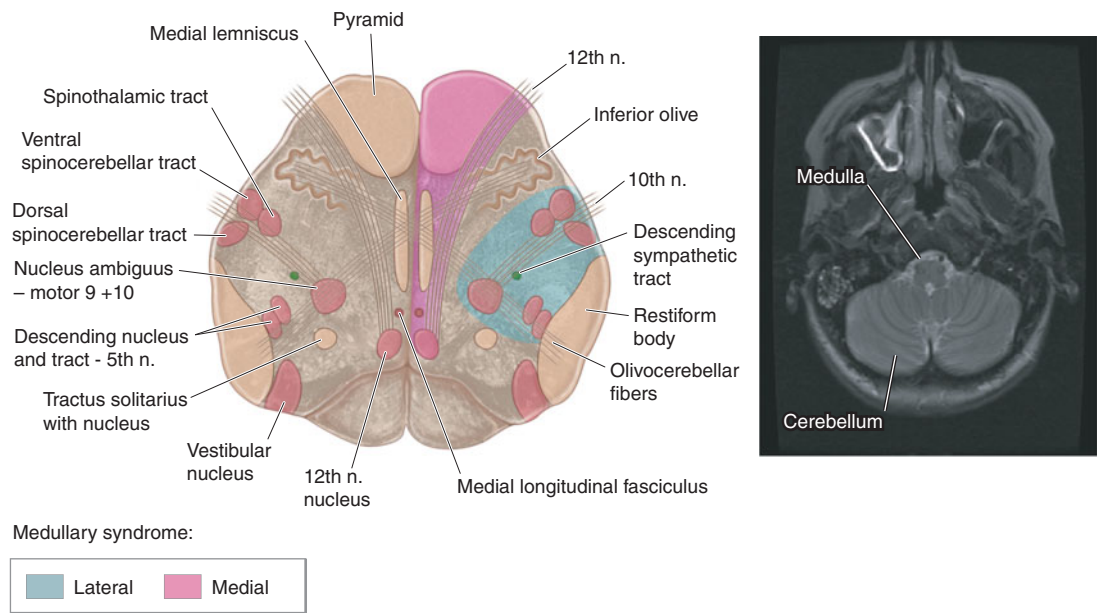 Pyramid
Medial lemniscus
12th n.
Spinothalamic tract
Inferior olive
Ventral
spinocerebellar tract
10th n.
Dorsal
spinocerebellar tract
Descending
sympathetic
tract
Nucleus ambiguus
– motor 9 +10
Restiform
body
Descending nucleus
and tract - 5th n.
Olivocerebellar
fibers
Tractus solitarius
with nucleus
Vestibular
nucleus
12th n.
nucleus
Medial longitudinal fasciculus
Medulla
Cerebellum
Medullary syndrome:
Lateral
Medial